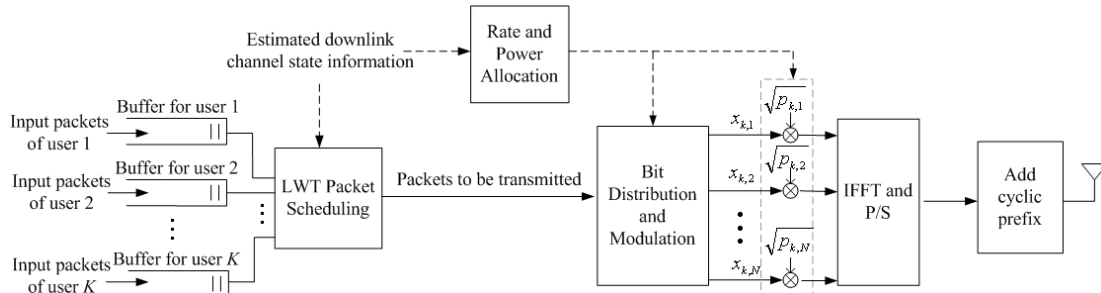 Estimated downlink
channel state information
Rate and
Power
Allocation
Buffer for user 1
Input packets
of user 1
Buffer for user 2
Input packets
of user 2
Buffer for user K
Input packets
of user K
LWT Packet
Scheduling
Packets to be transmitted
Bit
Distribution
and
Modulation
x_{k,1}
√p_{k,1}
x_{k,2}
√p_{k,2}
x_{k,N}
√p_{k,N}
IFFT and
P/S
Add
cyclic
prefix